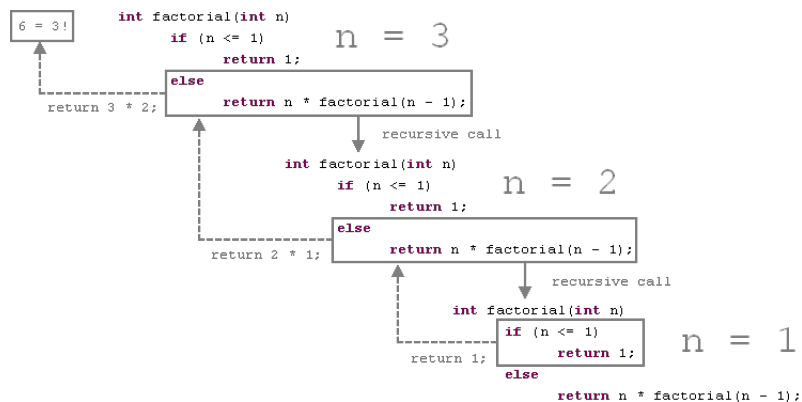 6 = 3!
int factorial(int n)
if (n <= 1)
return 1;
n = 3
else
return n * factorial(n - 1);
return 3 * 2;
recursive call
int factorial(int n)
if (n <= 1)
return 1;
n = 2
else
return n * factorial(n - 1);
return 2 * 1;
recursive call
int factorial(int n)
if (n <= 1)
return 1;
n = 1
return 1;
else
return n * factorial(n - 1);